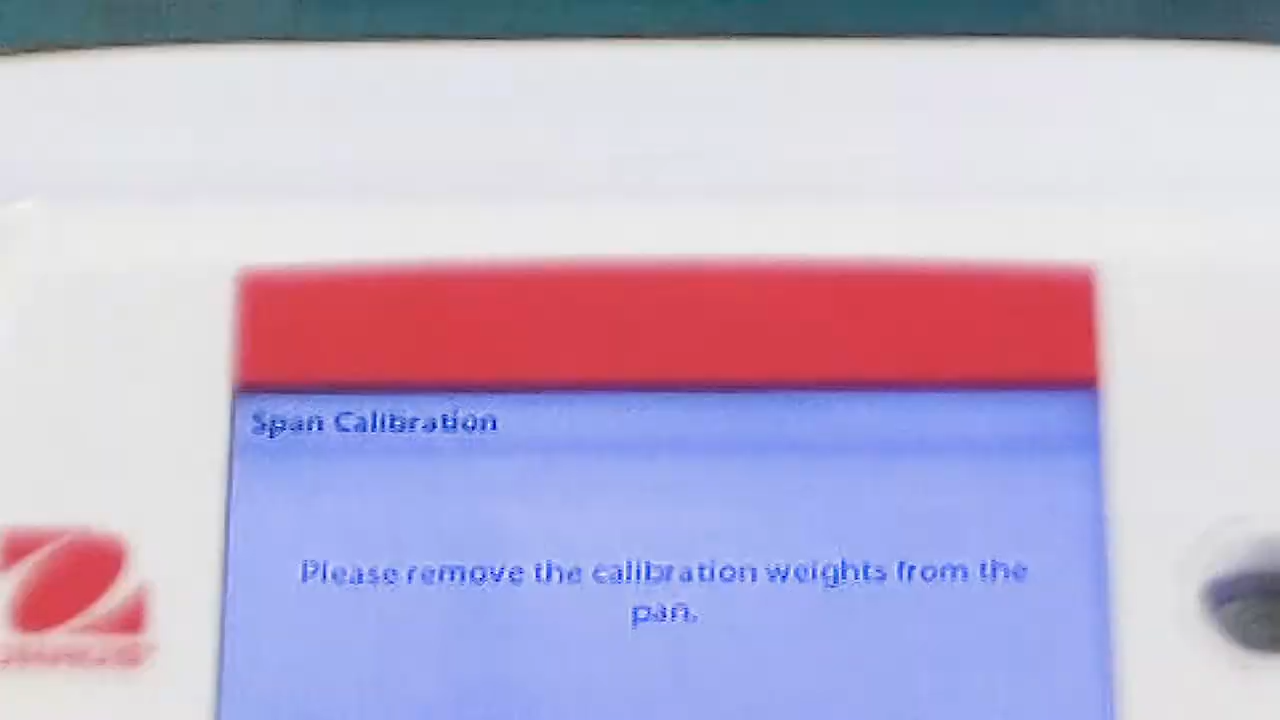 Span Calibration
Please remove the calibration weights from the
pan.